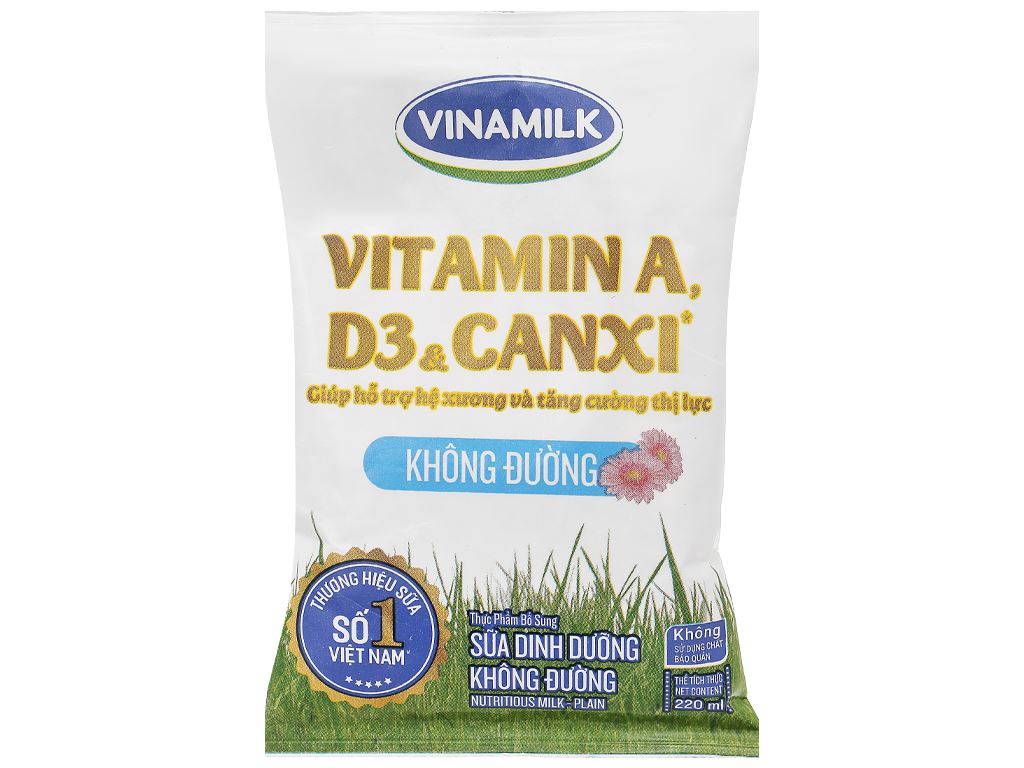 VINAMILK
VITAMIN A,
D3 & CANXI*
Giúp hỗ trợ hệ xương và tăng cường thị lực
KHÔNG ĐƯỜNG
THƯƠNG HIỆU SỮA
SỐ 1
VIỆT NAM
Thực Phẩm Bổ Sung
SỮA DINH DƯỠNG
KHÔNG ĐƯỜNG
NUTRITIOUS MILK - PLAIN
Không
SỬ DỤNG CHẤT
BẢO QUẢN
THỂ TÍCH THỰC
NET CONTENT
220 ml